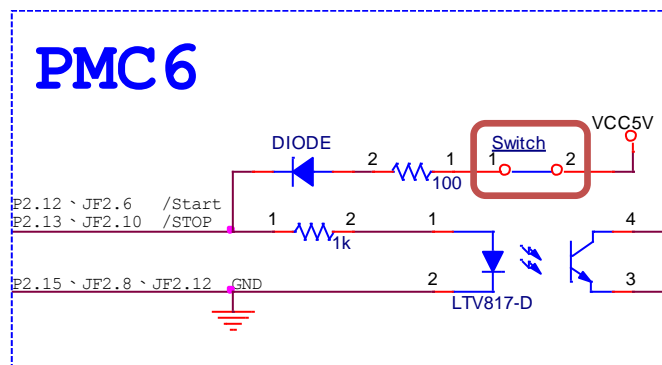 PMC6
VCC5V
DIODE
Switch
2 1 1 2
100
P2.12、JF2.6 /Start
P2.13、JF2.10 /STOP
1 2 1 4
1k
P2.15、JF2.8、JF2.12 GND
2 3
LTV817-D